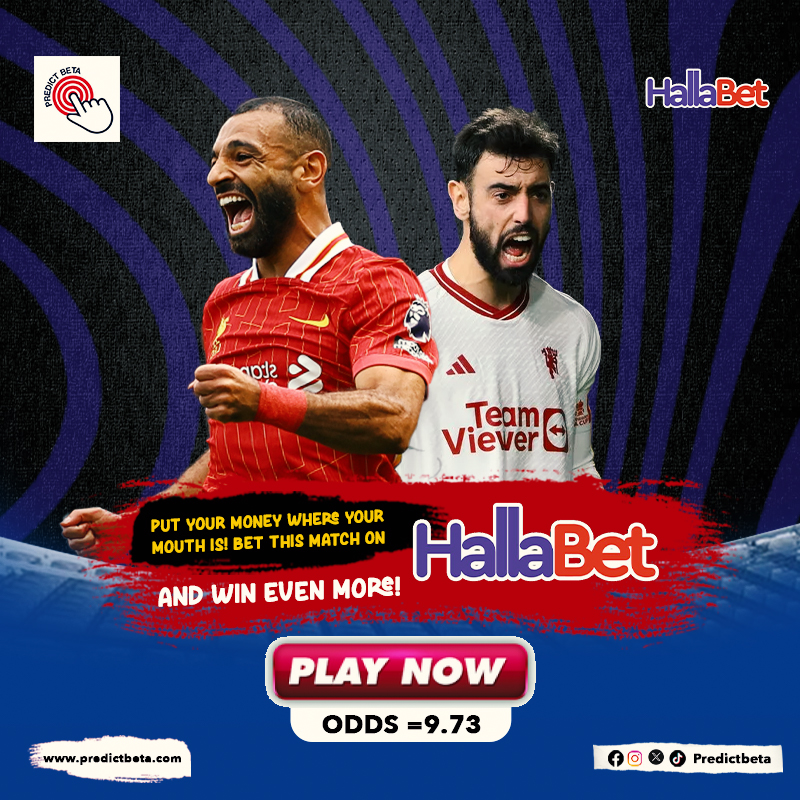 PREDICT BETA
HallaBet
Team
Viewer
PUT YOUR MONEY WHERE YOUR
MOUTH IS! BET THIS MATCH ON
HallaBet
AND WIN EVEN MORE!
PLAY NOW
ODDS =9.73
www.predictbeta.com
Predictbeta